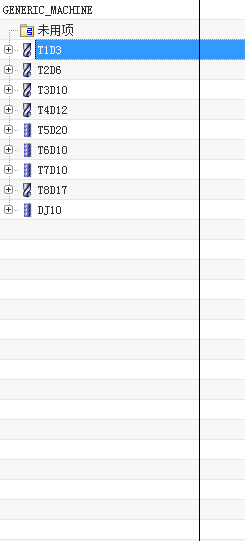 GENERIC_MACHINE
未用项
T1D3
T2D6
T3D10
T4D12
T5D20
T6D10
T7D10
T8D17
DJ10